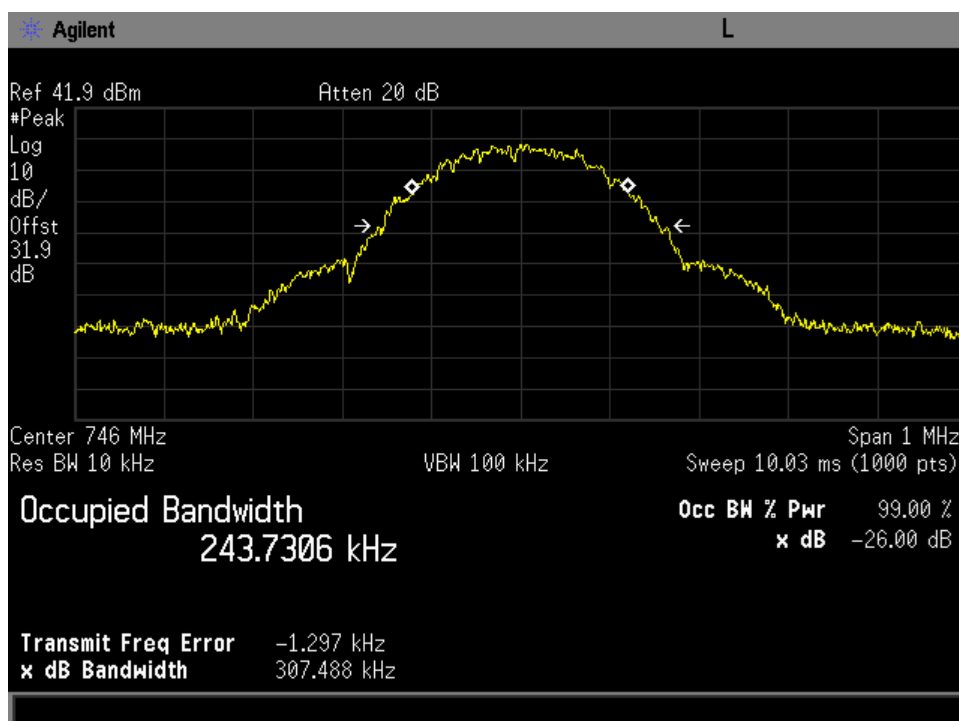 Agilent L
Ref 41.9 dBm Atten 20 dB
#Peak
Log
10
dB/
Offst
31.9
dB
Center 746 MHz Span 1 MHz
Res BW 10 kHz VBW 100 kHz Sweep 10.03 ms (1000 pts)
Occupied Bandwidth Occ BW % Pwr 99.00 %
243.7306 kHz x dB -26.00 dB
Transmit Freq Error -1.297 kHz
x dB Bandwidth 307.488 kHz